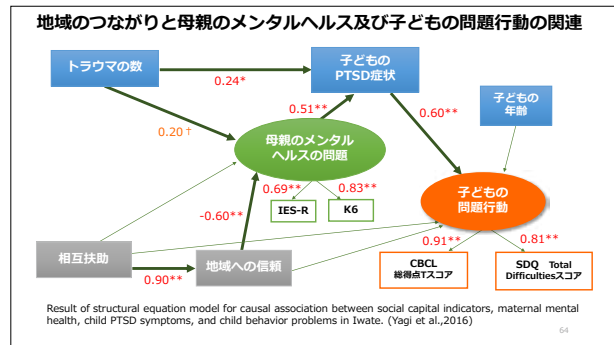 地域のつながりと母親のメンタルヘルス及び子どもの問題行動の関連
トラウマの数
0.24*
子どもの
PTSD症状
0.20†
0.51**
0.60**
子どもの
年齢
母親のメンタル
ヘルスの問題
0.69**
0.83**
IES-R
K6
-0.60**
子どもの
問題行動
相互扶助
0.90**
地域への信頼
0.91**
0.81**
CBCL
総得点Tスコア
SDQ Total
Difficultiesスコア
Result of structural equation model for causal association between social capital indicators, maternal mental
health, child PTSD symptoms, and child behavior problems in Iwate. (Yagi et al.,2016)
64